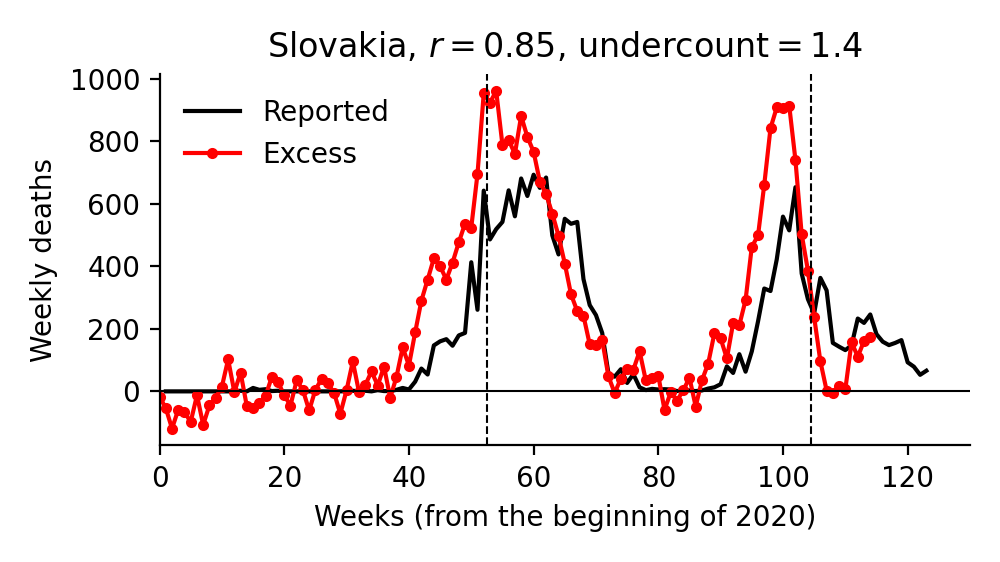 Slovakia, r = 0.85, undercount = 1.4
1000
800
600
400
200
0
Weekly deaths
Reported
Excess
0 20 40 60 80 100 120
Weeks (from the beginning of 2020)